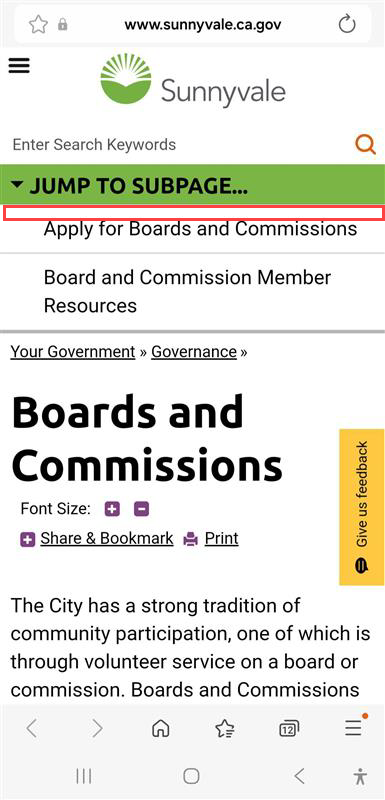 www.sunnyvale.ca.gov
Sunnyvale
Enter Search Keywords
JUMP TO SUBPAGE...
Apply for Boards and Commissions
Board and Commission Member
Resources
Your Government » Governance »
Boards and
Commissions
Give us feedback
Font Size:
Share & Bookmark Print
The City has a strong tradition of
community participation, one of which is
through volunteer service on a board or
commission. Boards and Commissions
12